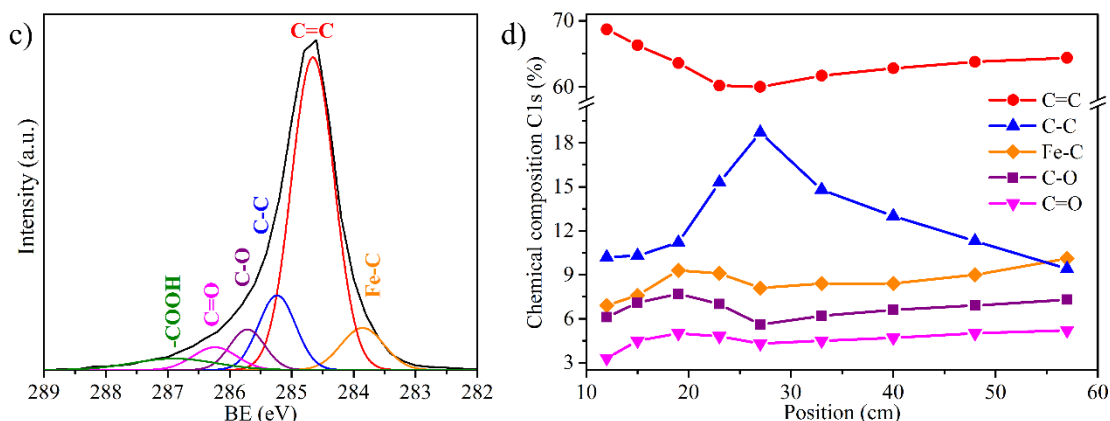 c)
C=C
Intensity (a.u.)
-COOH
C=O
C-O
C-C
Fe-C
289 288 287 286 285 284 283 282
BE (eV)
d)
Chemical composition C1s (%)
70
60
18
15
12
9
6
3
C=C
C-C
Fe-C
C-O
C=O
10 20 30 40 50 60
Position (cm)